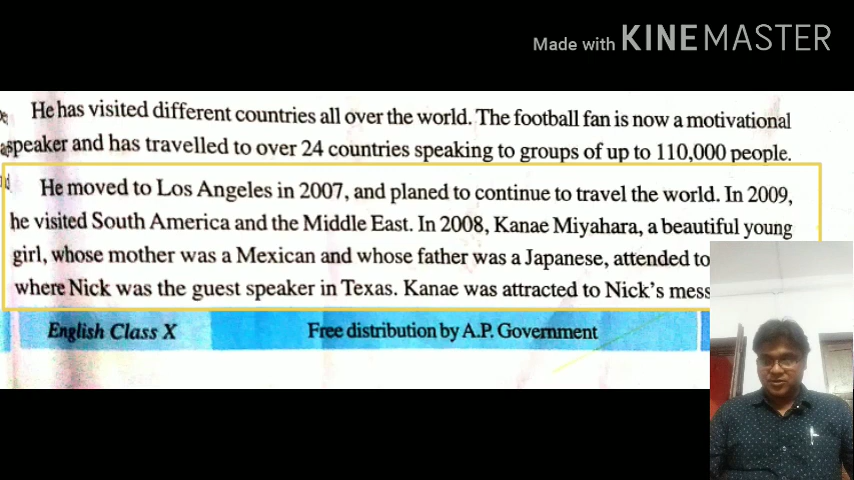 Made with KINEMASTER
He has visited different countries all over the world. The football fan is now a motivational
speaker and has travelled to over 24 countries speaking to groups of up to 110,000 people.
He moved to Los Angeles in 2007, and planed to continue to travel the world. In 2009,
he visited South America and the Middle East. In 2008, Kanae Miyahara, a beautiful young
girl, whose mother was a Mexican and whose father was a Japanese, attended to
where Nick was the guest speaker in Texas. Kanae was attracted to Nick's mess
English Class X Free distribution by A.P. Government